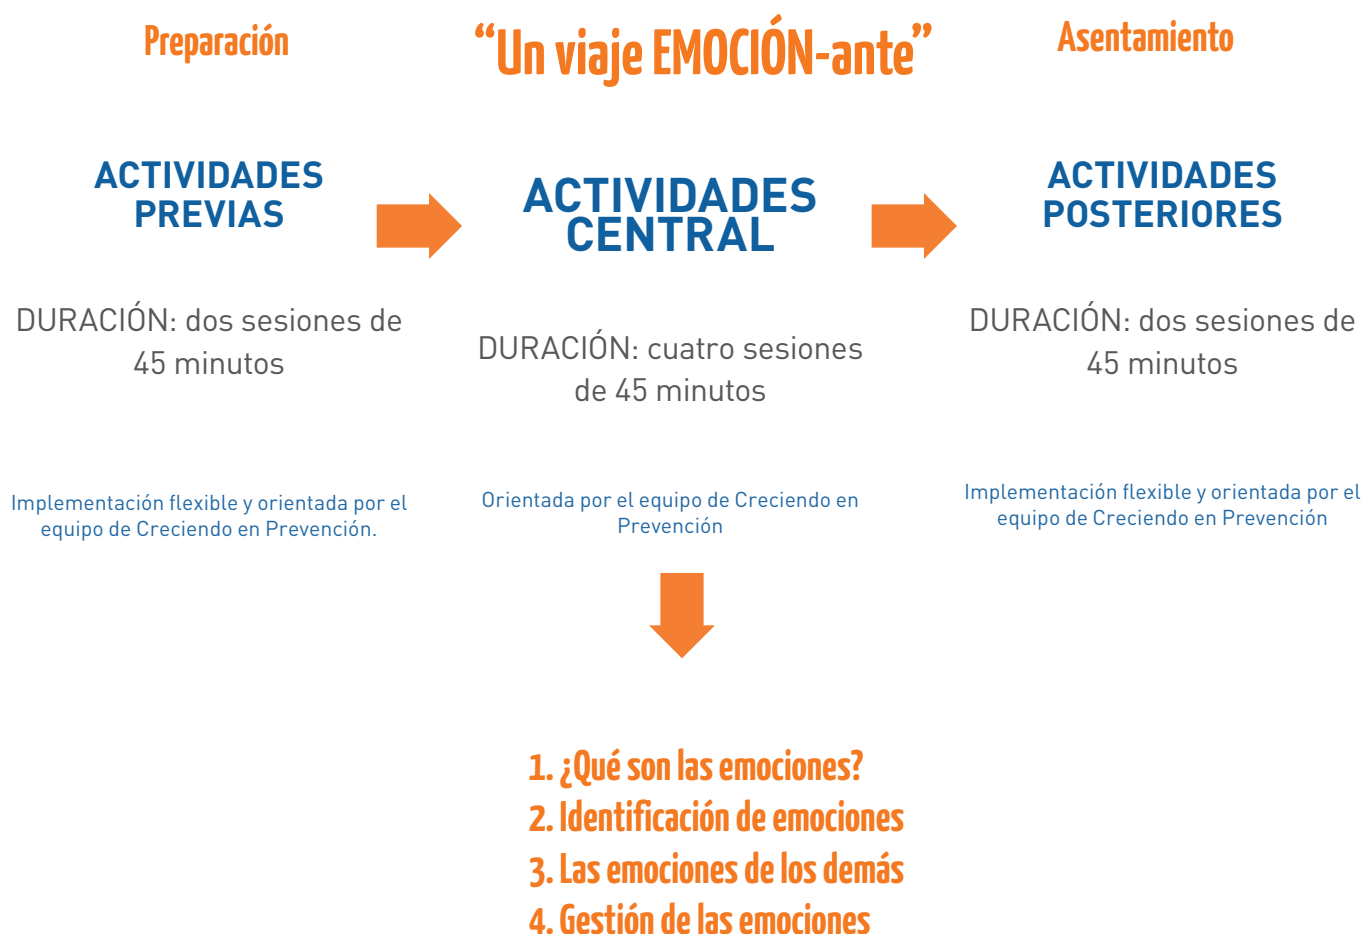 Preparación
“Un viaje EMOCIÓN-ante”
Asentamiento
ACTIVIDADES
PREVIAS
ACTIVIDADES
CENTRAL
ACTIVIDADES
POSTERIORES
DURACIÓN: dos sesiones de
45 minutos
DURACIÓN: cuatro sesiones
de 45 minutos
DURACIÓN: dos sesiones de
45 minutos
Implementación flexible y orientada por el
equipo de Creciendo en Prevención.
Orientada por el equipo de Creciendo en
Prevención
Implementación flexible y orientada por el
equipo de Creciendo en Prevención
1. ¿Qué son las emociones?
2. Identificación de emociones
3. Las emociones de los demás
4. Gestión de las emociones